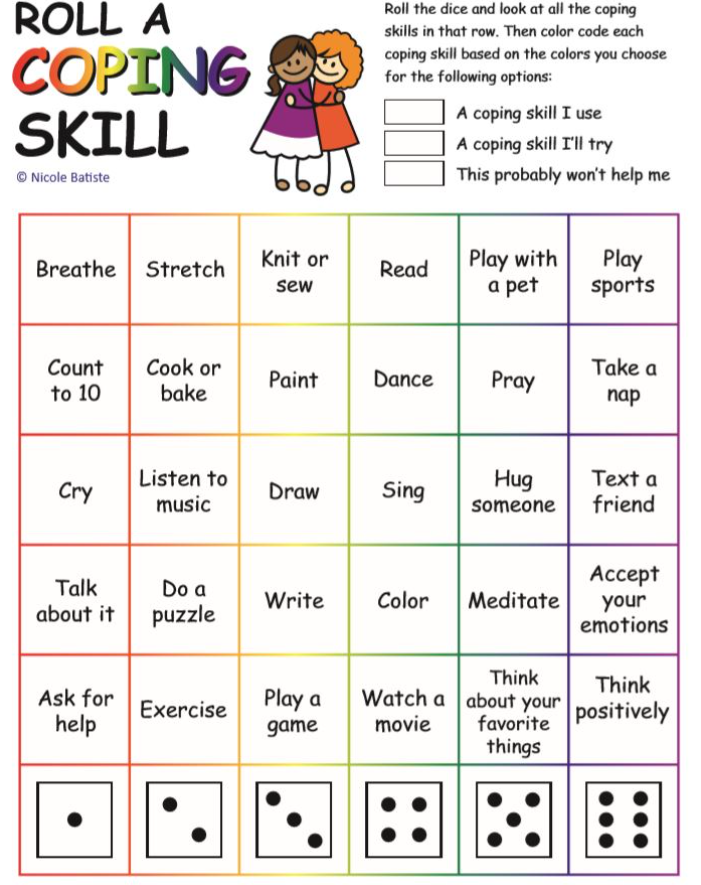 ROLL A
COPING
SKILL
© Nicole Batiste
Roll the dice and look at all the coping
skills in that row. Then color code each
coping skill based on the colors you choose
for the following options:
A coping skill I use
A coping skill I'll try
This probably won't help me
Breathe
Stretch
Knit or
sew
Read
Play with
a pet
Play
sports
Count
to 10
Cook or
bake
Paint
Dance
Pray
Take a
nap
Cry
Listen to
music
Draw
Sing
Hug
someone
Text a
friend
Talk
about it
Do a
puzzle
Write
Color
Meditate
Accept
your
emotions
Ask for
help
Exercise
Play a
game
Watch a
movie
Think
about your
favorite
things
Think
positively